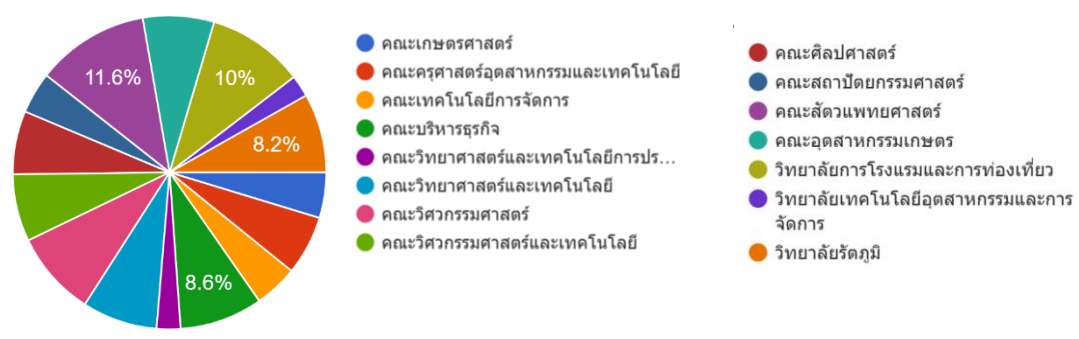 11.6%
10%
8.2%
8.6%
คณะเกษตรศาสตร์
คณะครุศาสตร์อุตสาหกรรมและเทคโนโลยี
คณะเทคโนโลยีการจัดการ
คณะบริหารธุรกิจ
คณะวิทยาศาสตร์และเทคโนโลยีการปร...
คณะวิทยาศาสตร์และเทคโนโลยี
คณะวิศวกรรมศาสตร์
คณะวิศวกรรมศาสตร์และเทคโนโลยี
คณะศิลปศาสตร์
คณะสถาปัตยกรรมศาสตร์
คณะสัตวแพทยศาสตร์
คณะอุตสาหกรรมเกษตร
วิทยาลัยการโรงแรมและการท่องเที่ยว
วิทยาลัยเทคโนโลยีอุตสาหกรรมและการ
จัดการ
วิทยาลัยรัตภูมิ